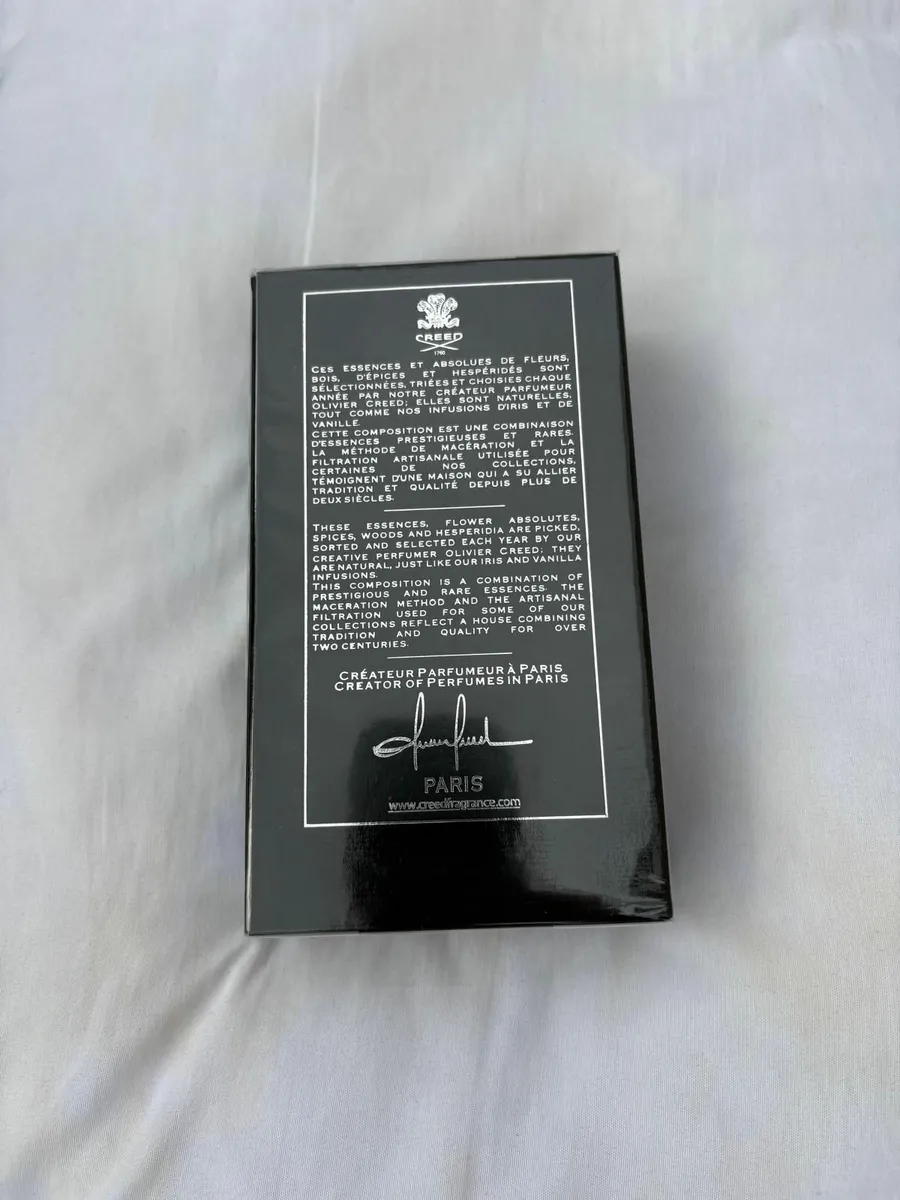 CREED
1760
CES ESSENCES ET ABSOLUES DE FLEURS,
BOIS, D'ÉPICES ET HESPÉRIDÉS SONT
SÉLECTIONNÉES, TRIÉES ET CHOISIES CHAQUE
ANNÉE PAR NOTRE CRÉATEUR PARFUMEUR
OLIVIER CREED; ELLES SONT NATURELLES,
TOUT COMME NOS INFUSIONS D'IRIS ET DE
VANILLE.
CETTE COMPOSITION EST UNE COMBINAISON
D'ESSENCES PRESTIGIEUSES ET RARES.
LA MÉTHODE DE MACÉRATION ET LA
FILTRATION ARTISANALE UTILISÉE POUR
CERTAINES DE NOS COLLECTIONS,
TÉMOIGNENT D'UNE MAISON QUI A SU ALLIER
TRADITION ET QUALITÉ DEPUIS PLUS DE
DEUX SIÈCLES.
THESE ESSENCES, FLOWER ABSOLUTES,
SPICES, WOODS AND HESPERIDIA ARE PICKED,
SORTED AND SELECTED EACH YEAR BY OUR
CREATIVE PERFUMER OLIVIER CREED; THEY
ARE NATURAL, JUST LIKE OUR IRIS AND VANILLA
INFUSIONS.
THIS COMPOSITION IS A COMBINATION OF
PRESTIGIOUS AND RARE ESSENCES. THE
MACERATION METHOD AND THE ARTISANAL
FILTRATION USED FOR SOME OF OUR
COLLECTIONS REFLECT A HOUSE COMBINING
TRADITION AND QUALITY FOR OVER
TWO CENTURIES.
CRÉATEUR PARFUMEUR À PARIS
CREATOR OF PERFUMES IN PARIS
PARIS
www.creedfragrance.com